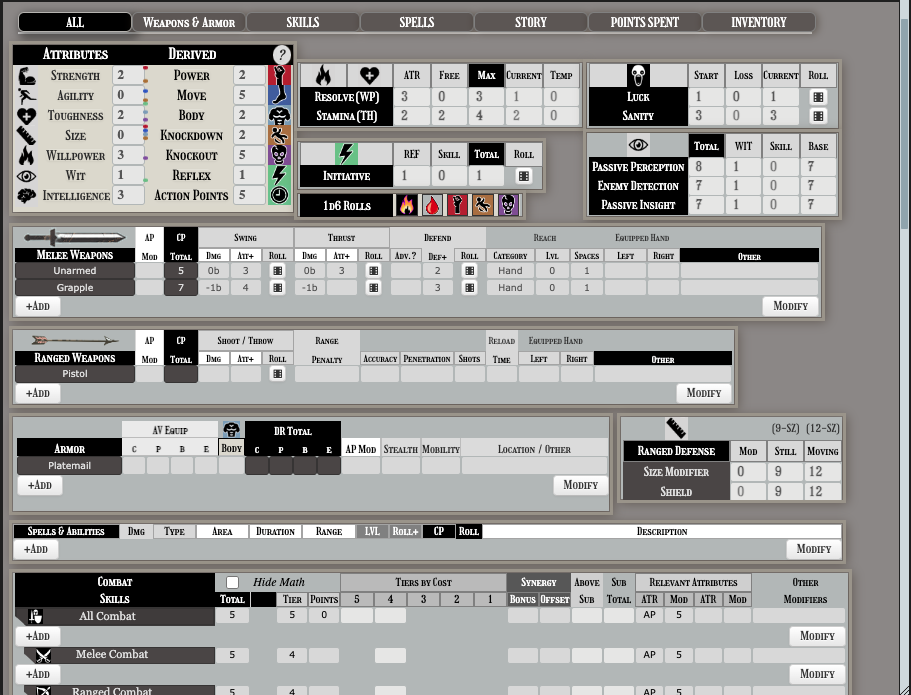 ALL WEAPONS & ARMOR SKILLS SPELLS STORY POINTS SPENT INVENTORY
ATTRIBUTES DERIVED ?
STRENGTH 2 POWER 2
AGILITY 0 MOVE 5
TOUGHNESS 2 BODY 2
SIZE 0 KNOCKDOWN 2
WILLPOWER 3 KNOCKOUT 5
WIT 1 REFLEX 1
INTELLIGENCE 3 ACTION POINTS 5
ATR FREE MAX CURRENT TEMP
RESOLVE (WP) 3 0 3 1 0
STAMINA (TH) 2 2 4 2 0
START LOSS CURRENT ROLL
LUCK 1 0 1
SANITY 3 0 3
REF SKILL TOTAL ROLL
INITIATIVE 1 0 1
1D6 ROLLS
TOTAL WIT SKILL BASE
PASSIVE PERCEPTION 8 1 0 7
ENEMY DETECTION 7 1 0 7
PASSIVE INSIGHT 7 1 0 7
AP CP SWING THRUST DEFEND REACH EQUIPPED HAND
MELEE WEAPONS MOD TOTAL DMG ATT+ ROLL DMG ATT+ ROLL ADV.? DEF+ ROLL CATEGORY LVL SPACES LEFT RIGHT OTHER
Unarmed 5 0b 3 0b 3 2 Hand 0 1
Grapple 7 -1b 4 -1b 3 Hand 0 1
+ADD MODIFY
AP CP SHOOT / THROW RANGE RELOAD EQUIPPED HAND
RANGED WEAPONS MOD TOTAL DMG ATT+ ROLL PENALTY ACCURACY PENETRATION SHOTS TIME LEFT RIGHT OTHER
Pistol
+ADD MODIFY
AV EQUIP DR TOTAL
ARMOR C P B E BODY C P B E AP MOD STEALTH MOBILITY LOCATION / OTHER
Platemail
+ADD MODIFY
(9-SZ) (12-SZ)
RANGED DEFENSE MOD STILL MOVING
SIZE MODIFIER 0 9 12
SHIELD 0 9 12
SPELLS & ABILITIES DMG TYPE AREA DURATION RANGE LVL ROLL+ CP ROLL DESCRIPTION
+ADD MODIFY
COMBAT Hide Math TIERS BY COST SYNERGY ABOVE SUB RELEVANT ATTRIBUTES OTHER
SKILLS TOTAL TIER POINTS 5 4 3 2 1 BONUS OFFSET SUB TOTAL ATR MOD ATR MOD MODIFIERS
All Combat 5 5 0 AP 5
+ADD MODIFY
Melee Combat 5 4 AP 5
+ADD MODIFY
Ranged Combat 5 4 AP 5